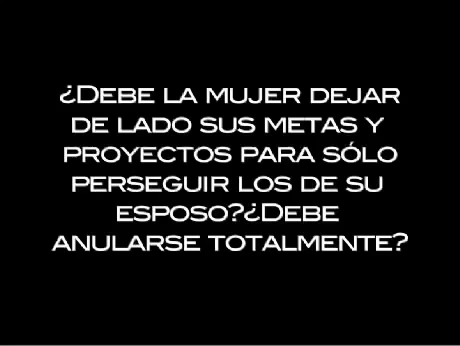 ¿DEBE LA MUJER DEJAR
DE LADO SUS METAS Y
PROYECTOS PARA SÓLO
PERSEGUIR LOS DE SU
ESPOSO?¿DEBE
ANULARSE TOTALMENTE?